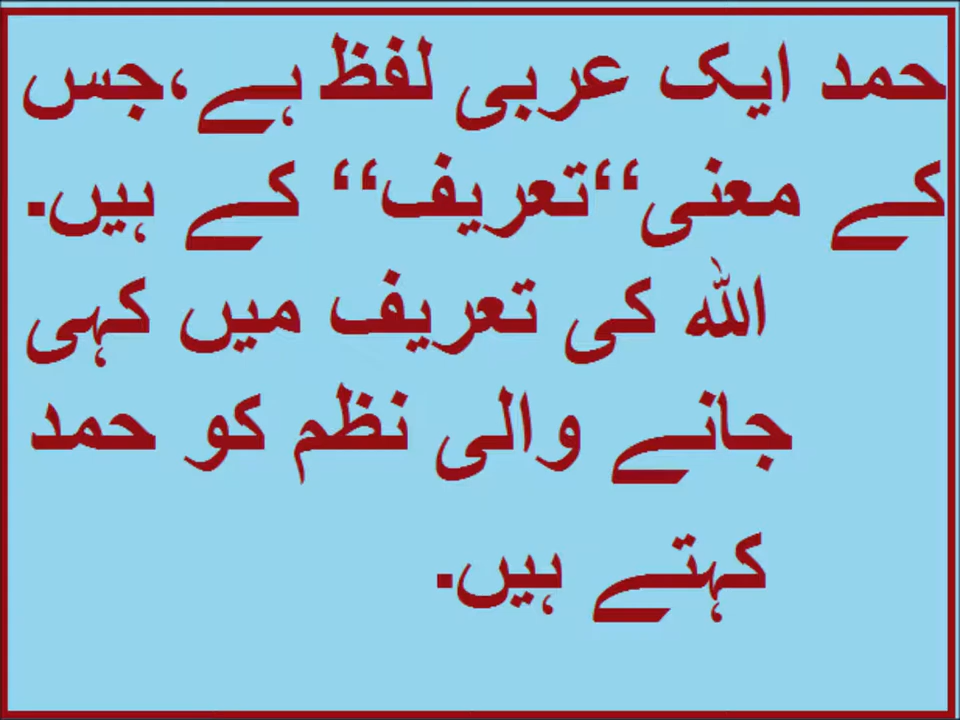 حمد ایک عربی لفظ ہے،جس
کے معنی‘‘تعریف‘‘ کے ہیں۔
اللہ کی تعریف میں کہی
جانے والی نظم کو حمد
کہتے ہیں۔